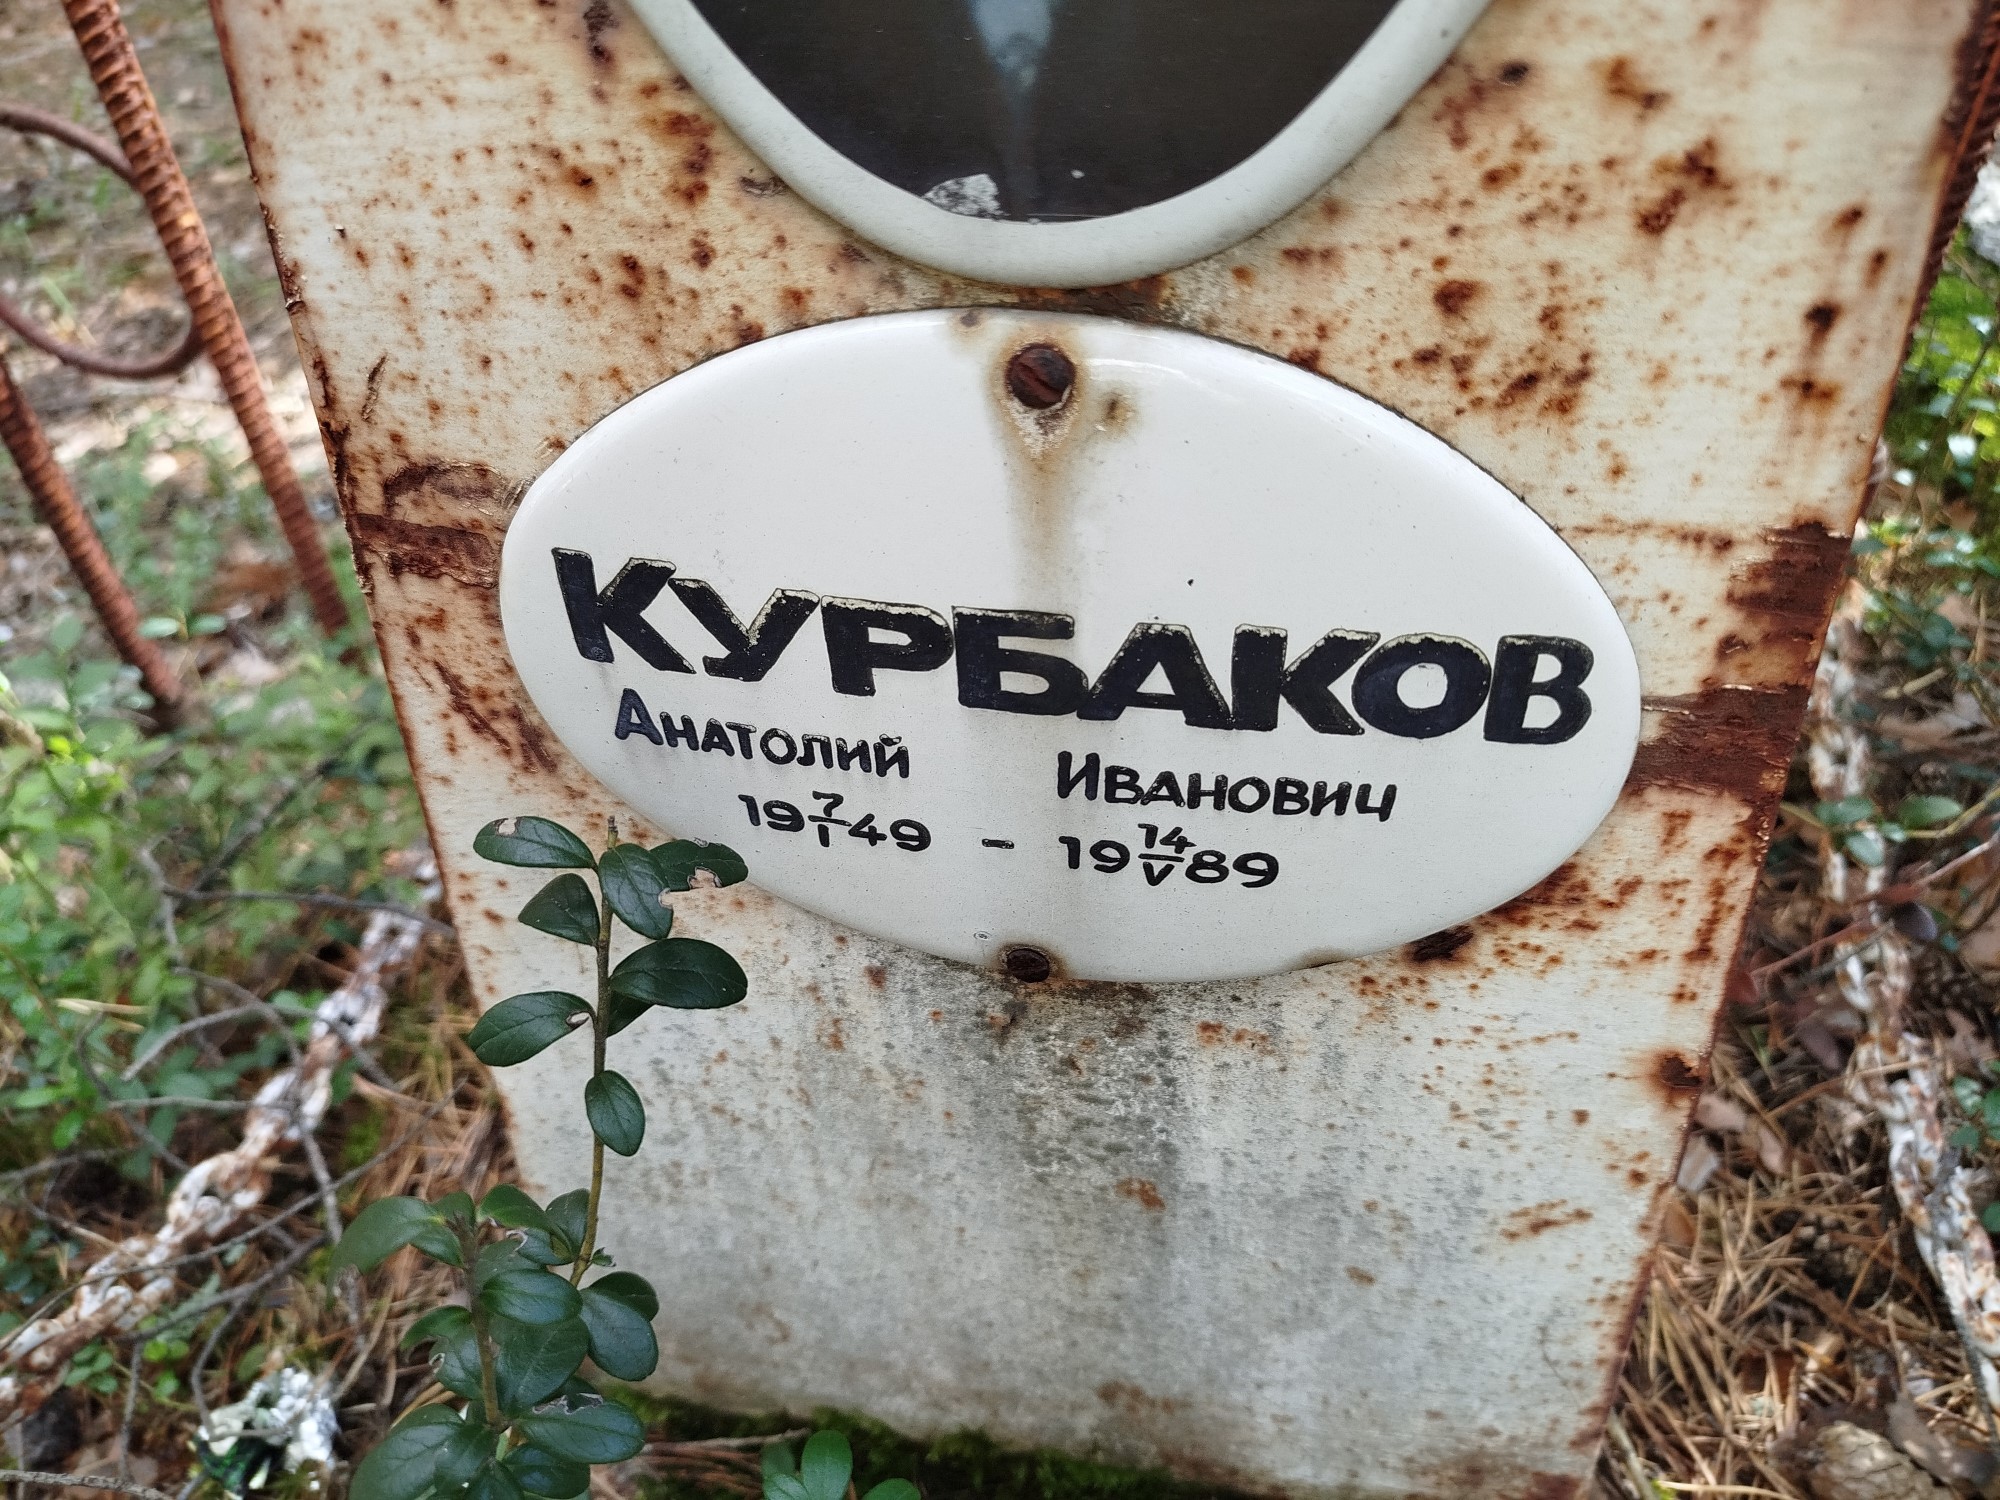 КУРБАКОВ
Анатолий Иванович
19 7/I 49 - 19 14/V 89